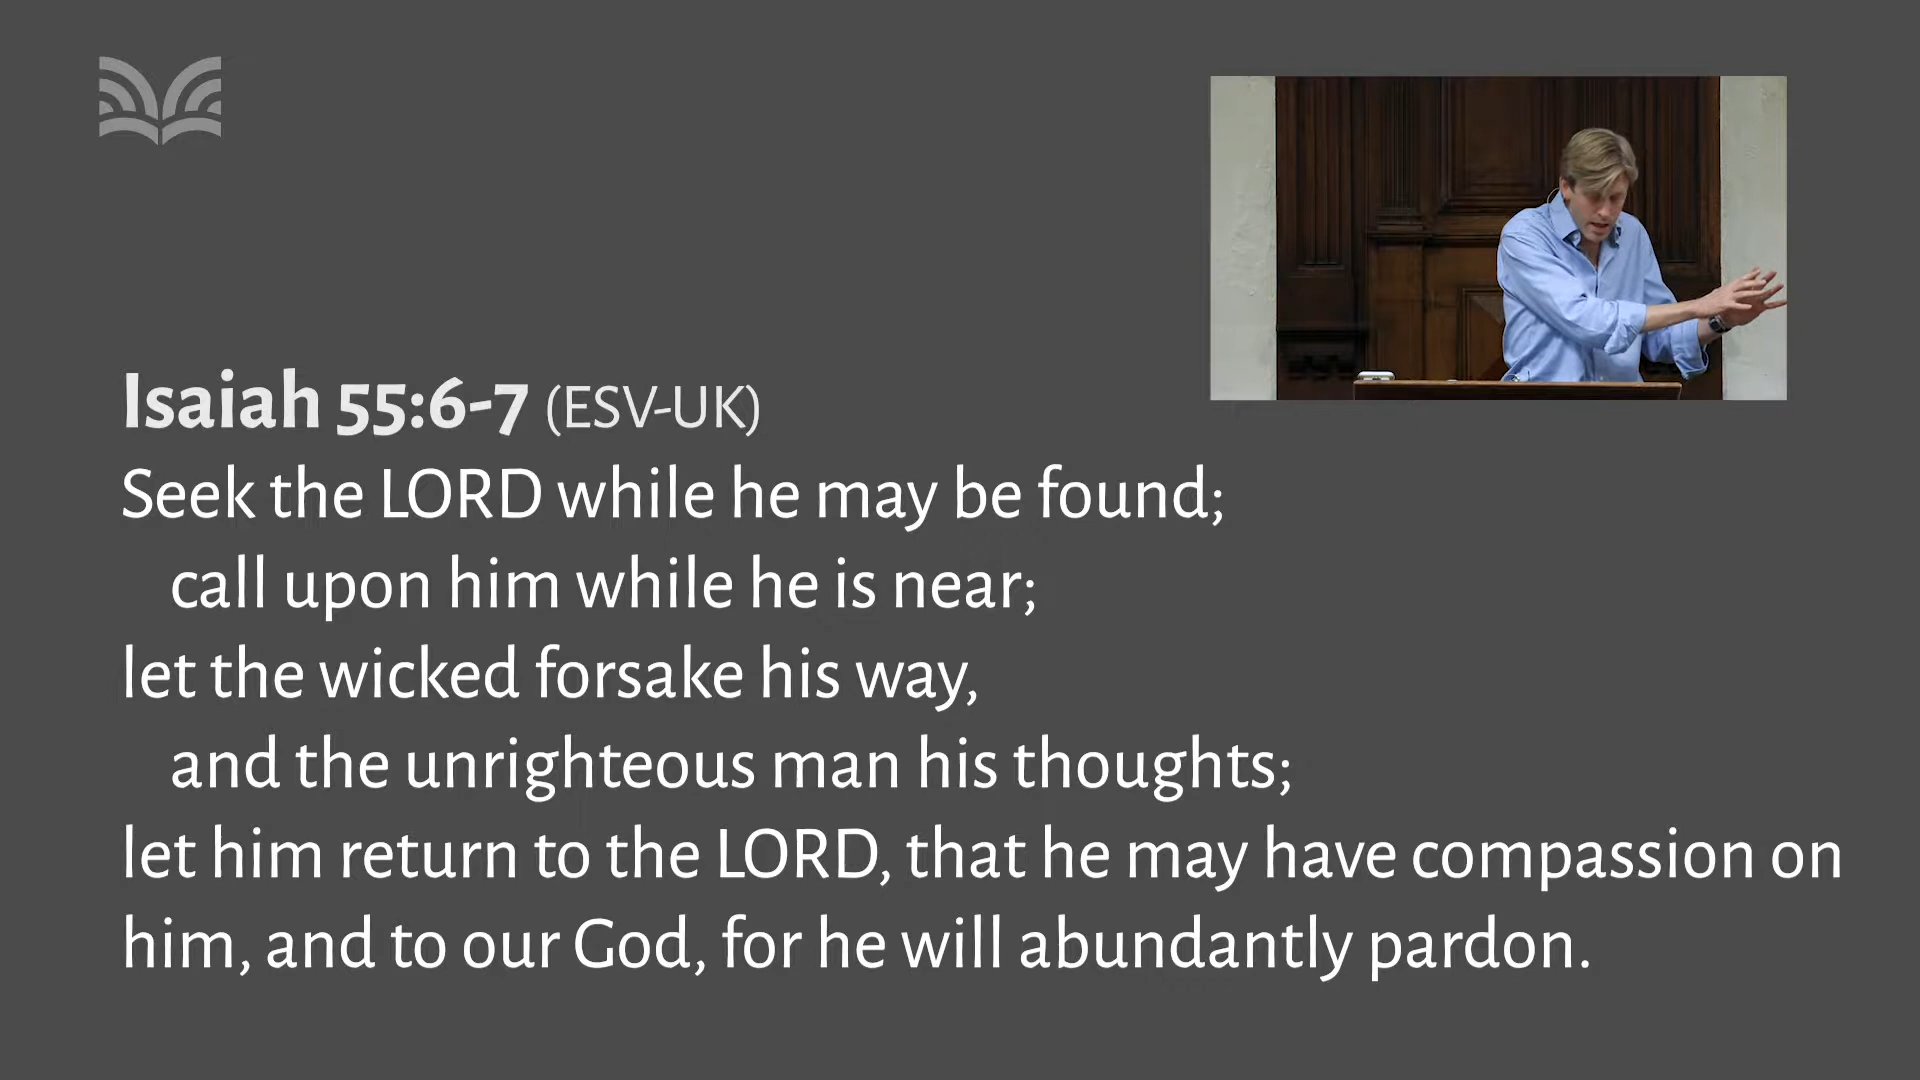 Isaiah 55:6-7 (ESV-UK)
Seek the LORD while he may be found;
call upon him while he is near;
let the wicked forsake his way,
and the unrighteous man his thoughts;
let him return to the LORD, that he may have compassion on
him, and to our God, for he will abundantly pardon.